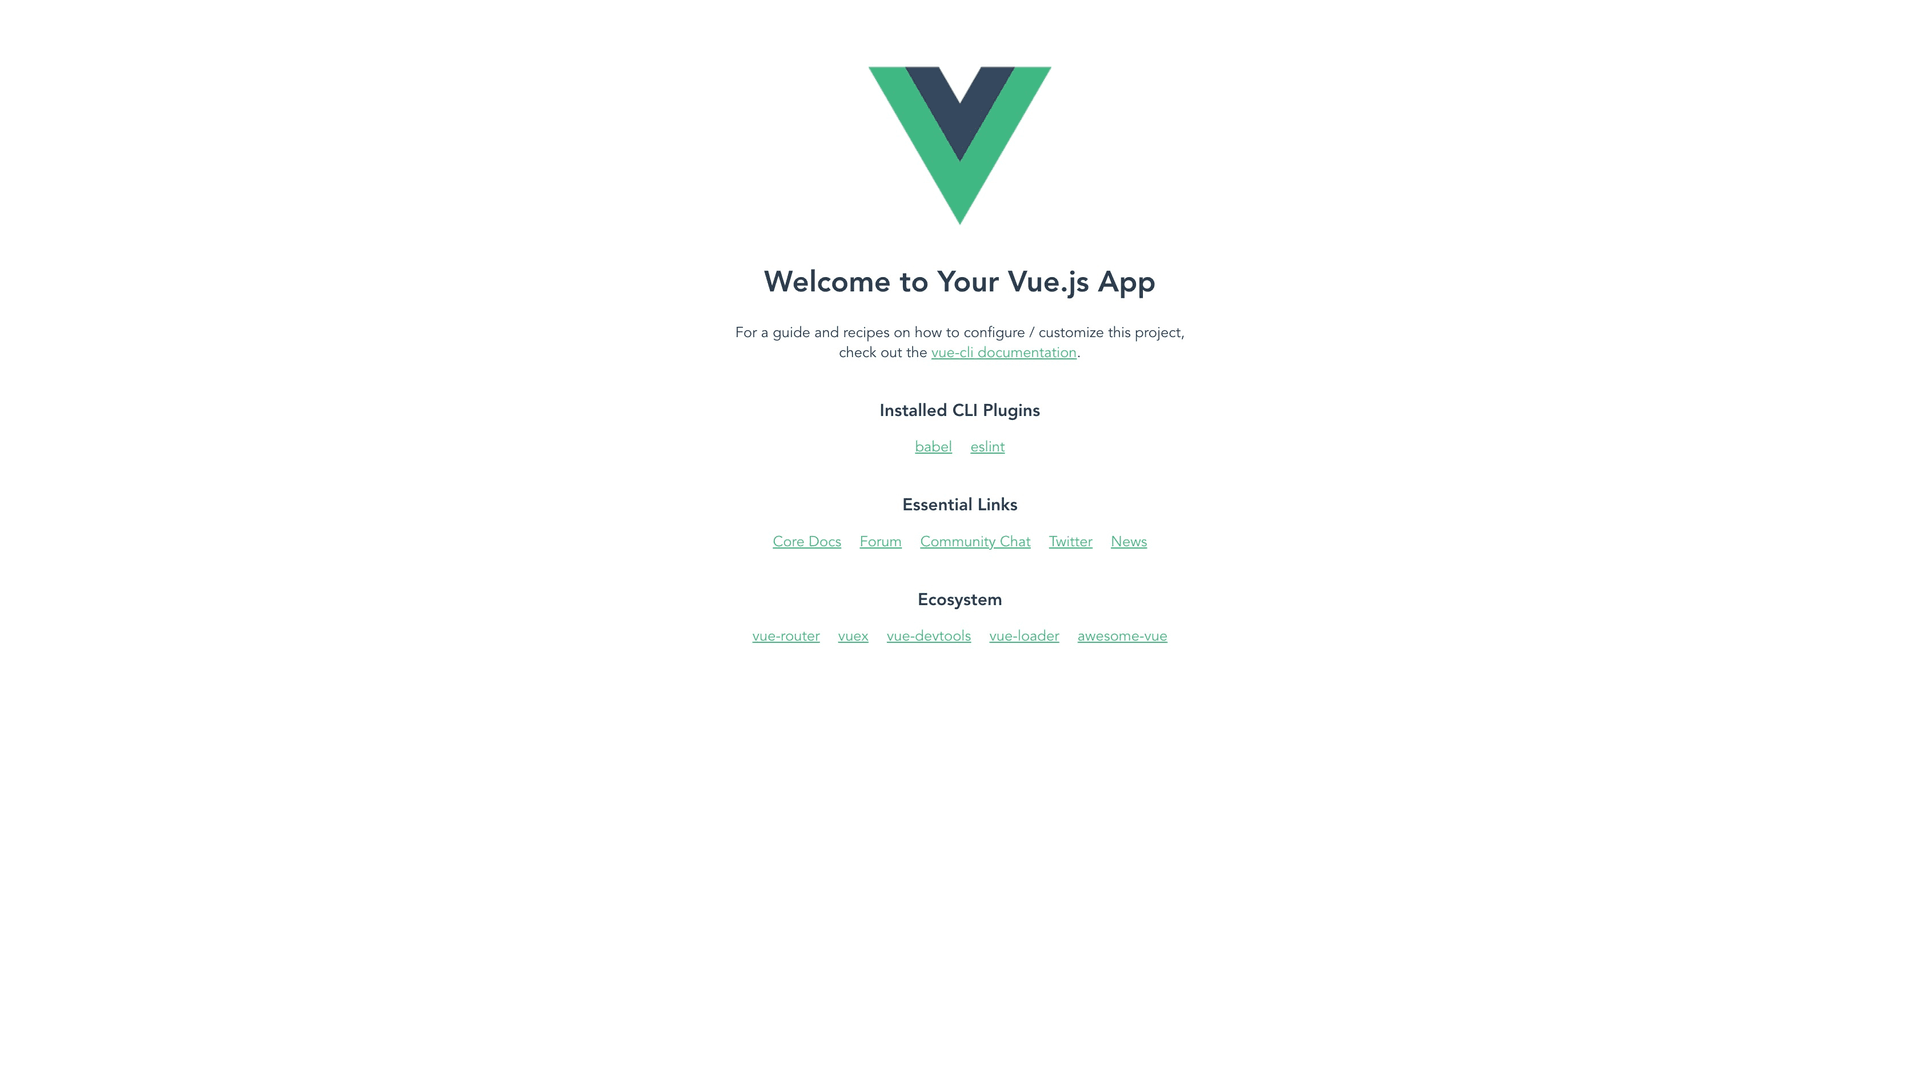 Welcome to Your Vue.js App
For a guide and recipes on how to configure / customize this project,
check out the vue-cli documentation.
Installed CLI Plugins
babel eslint
Essential Links
Core Docs Forum Community Chat Twitter News
Ecosystem
vue-router vuex vue-devtools vue-loader awesome-vue